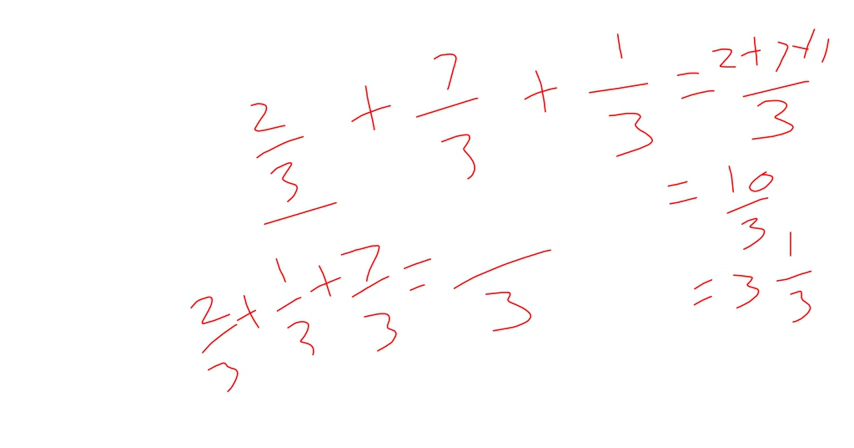 2/3 + 7/3 + 1/3 = 2+7+1/3
= 10/3
= 3 1/3
2/3 + 1/3 + 7/3 = /3